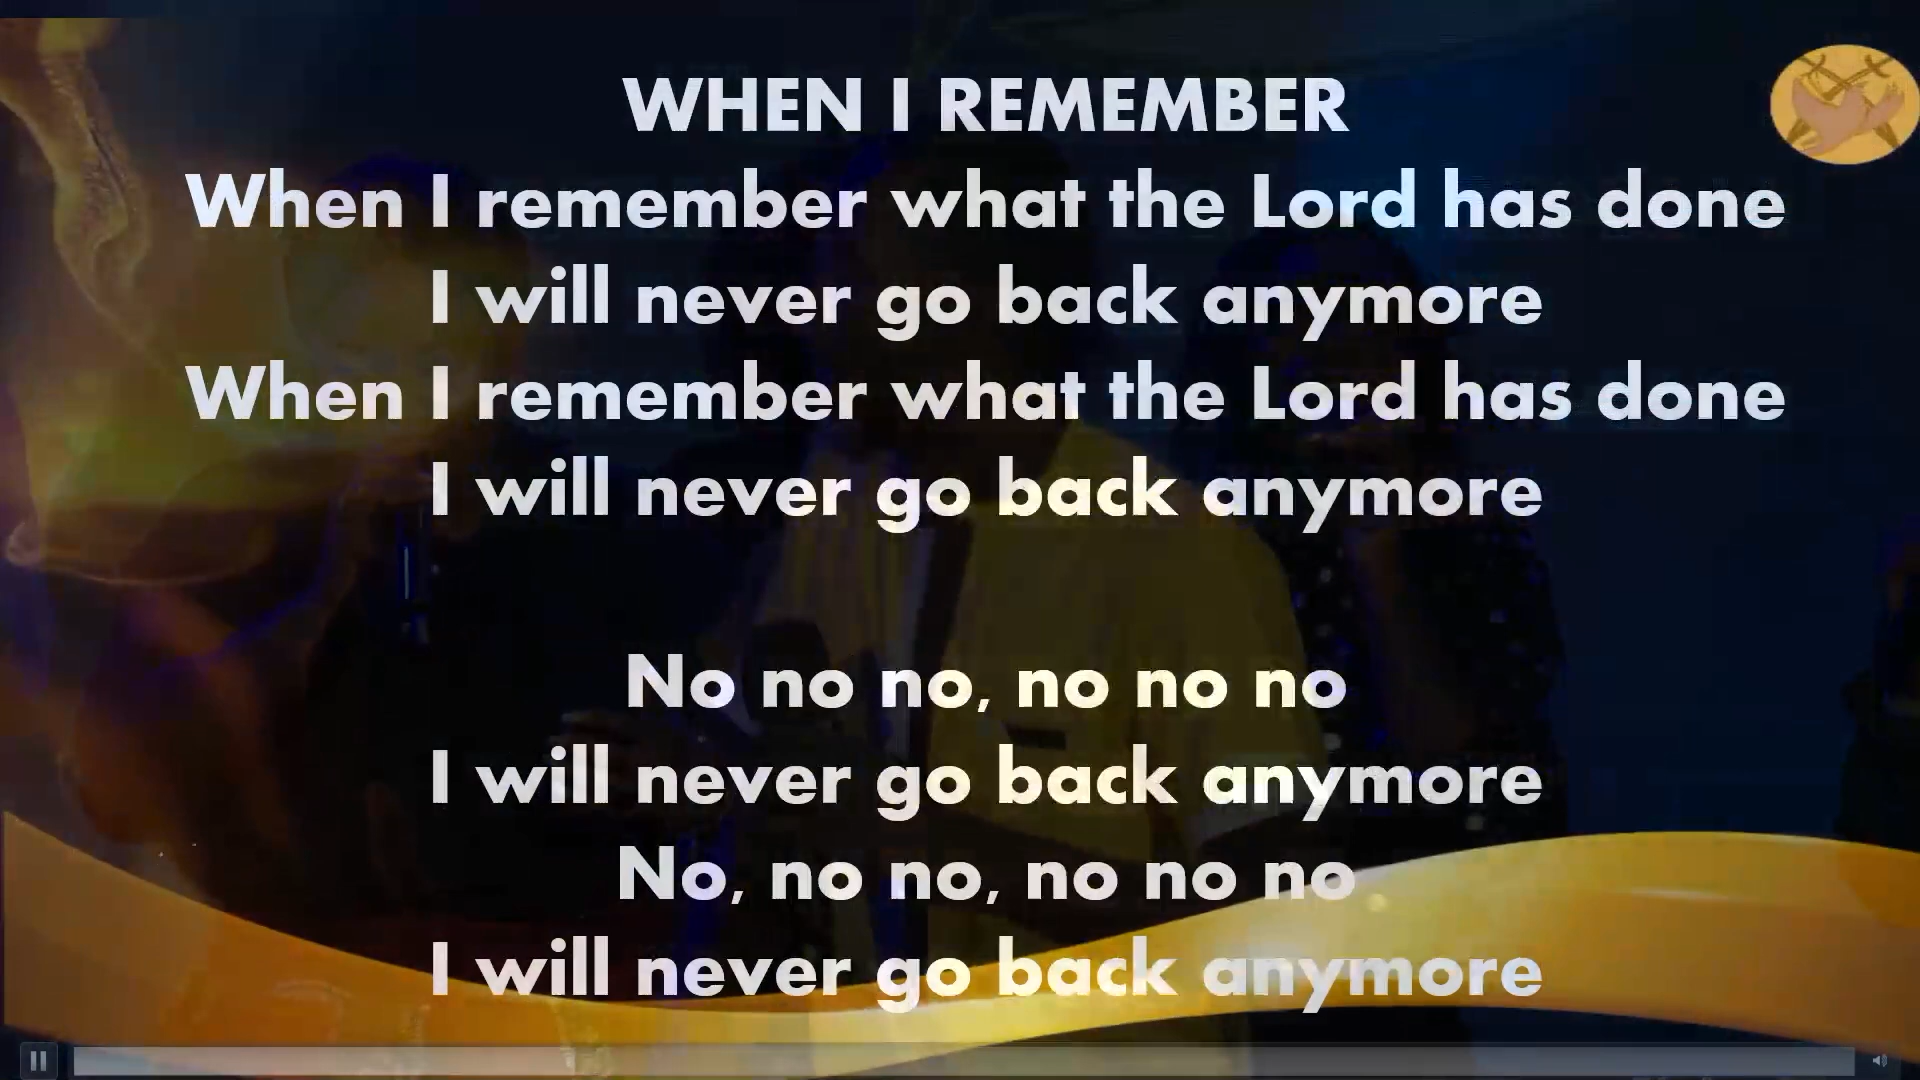 WHEN I REMEMBER
When I remember what the Lord has done
I will never go back anymore
When I remember what the Lord has done
I will never go back anymore
No no no, no no no
I will never go back anymore
No, no no, no no no
I will never go back anymore